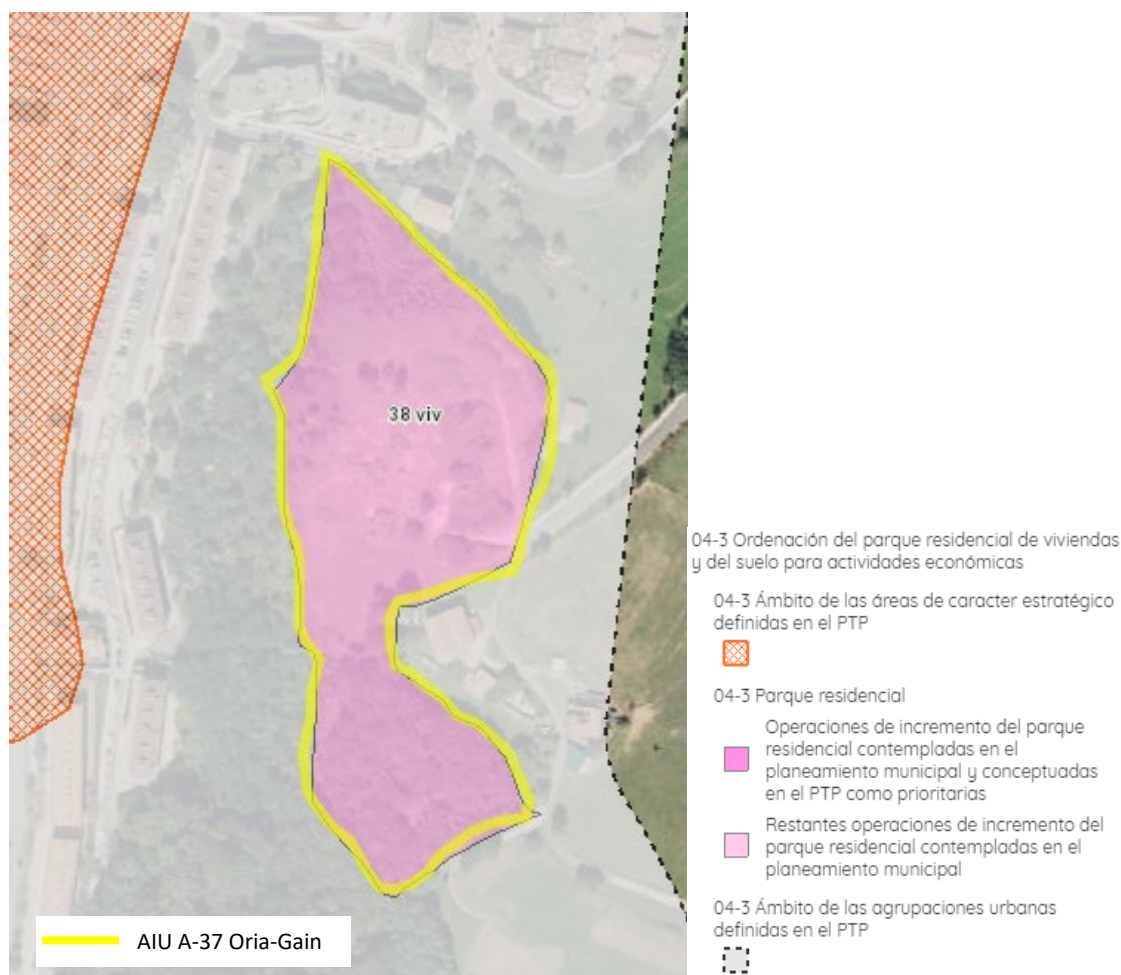 38 viv
AIU A-37 Oria-Gain
04-3 Ordenación del parque residencial de viviendas
y del suelo para actividades económicas
04-3 Ámbito de las áreas de caracter estratégico
definidas en el PTP
04-3 Parque residencial
Operaciones de incremento del parque
residencial contempladas en el
planeamiento municipal y conceptuadas
en el PTP como prioritarias
Restantes operaciones de incremento del
parque residencial contempladas en el
planeamiento municipal
04-3 Ámbito de las agrupaciones urbanas
definidas en el PTP